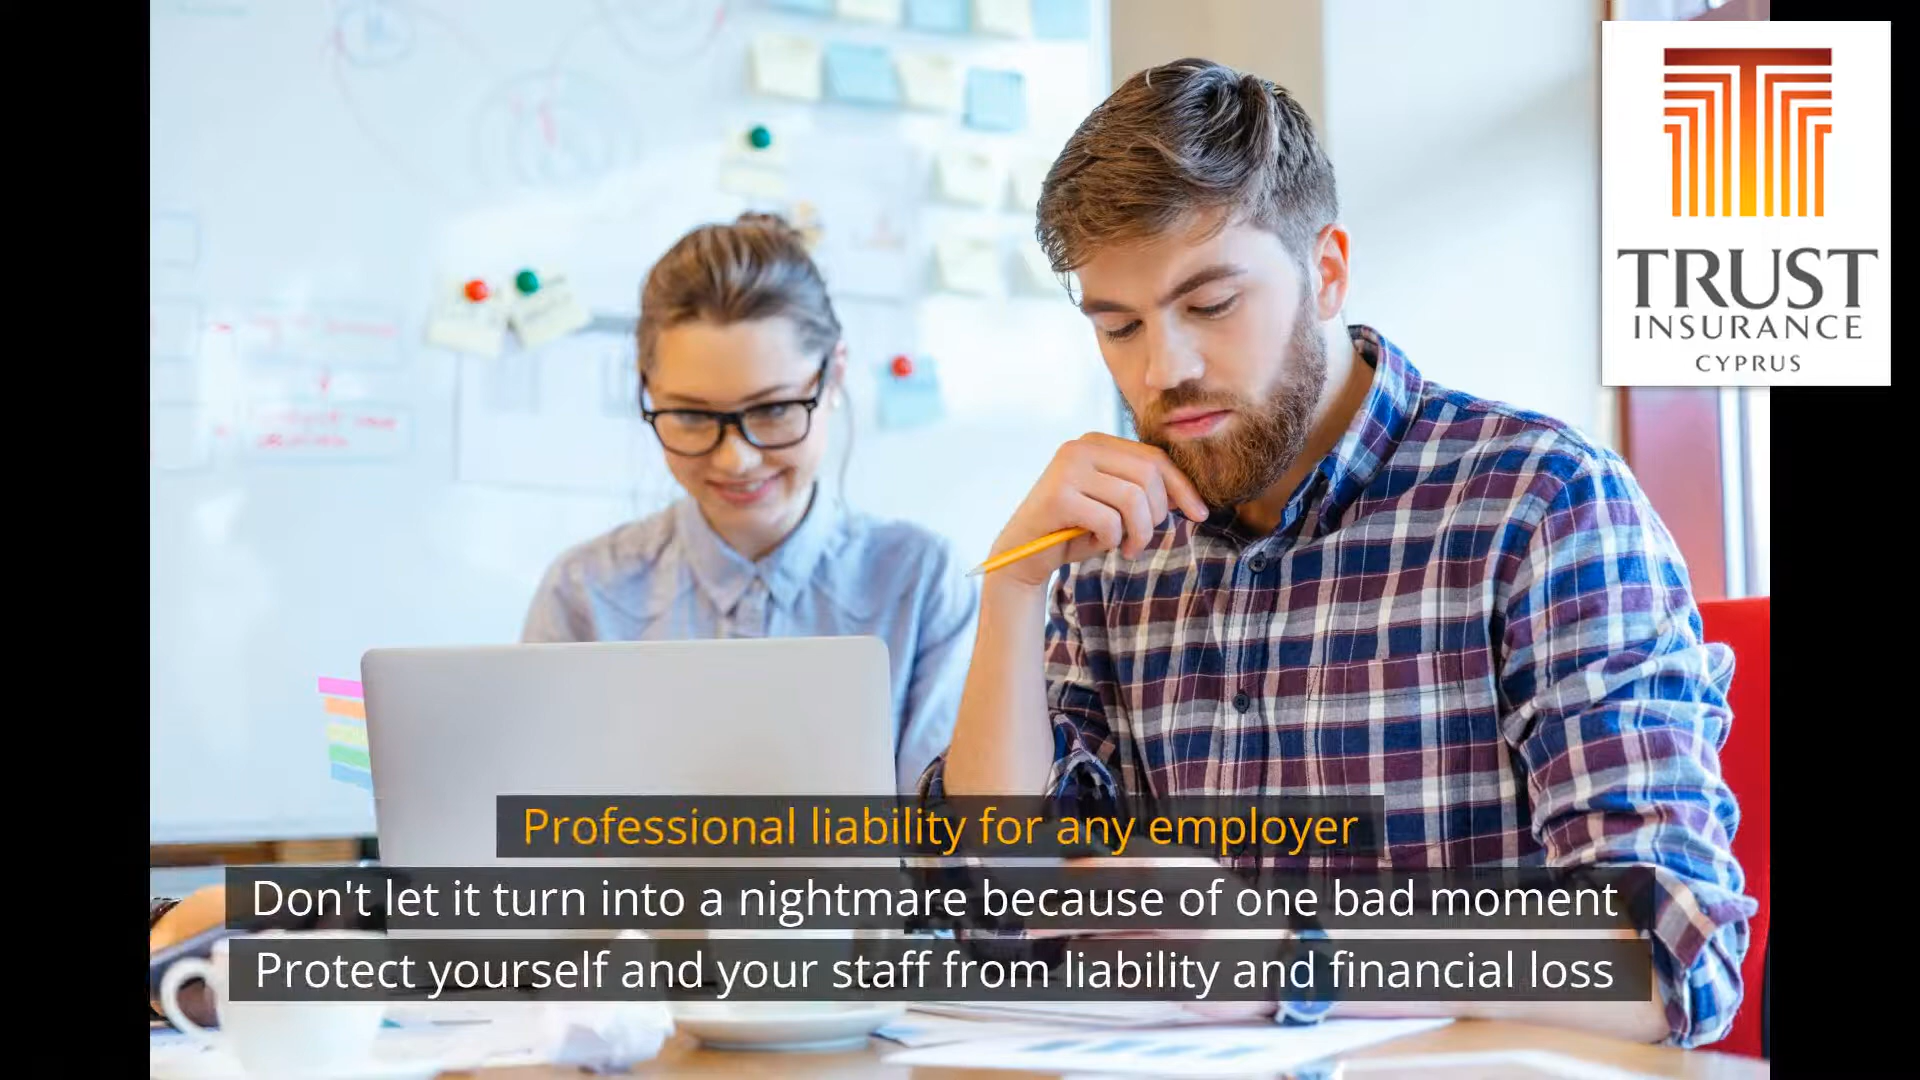 TRUST
INSURANCE
CYPRUS
Professional liability for any employer
Don't let it turn into a nightmare because of one bad moment
Protect yourself and your staff from liability and financial loss